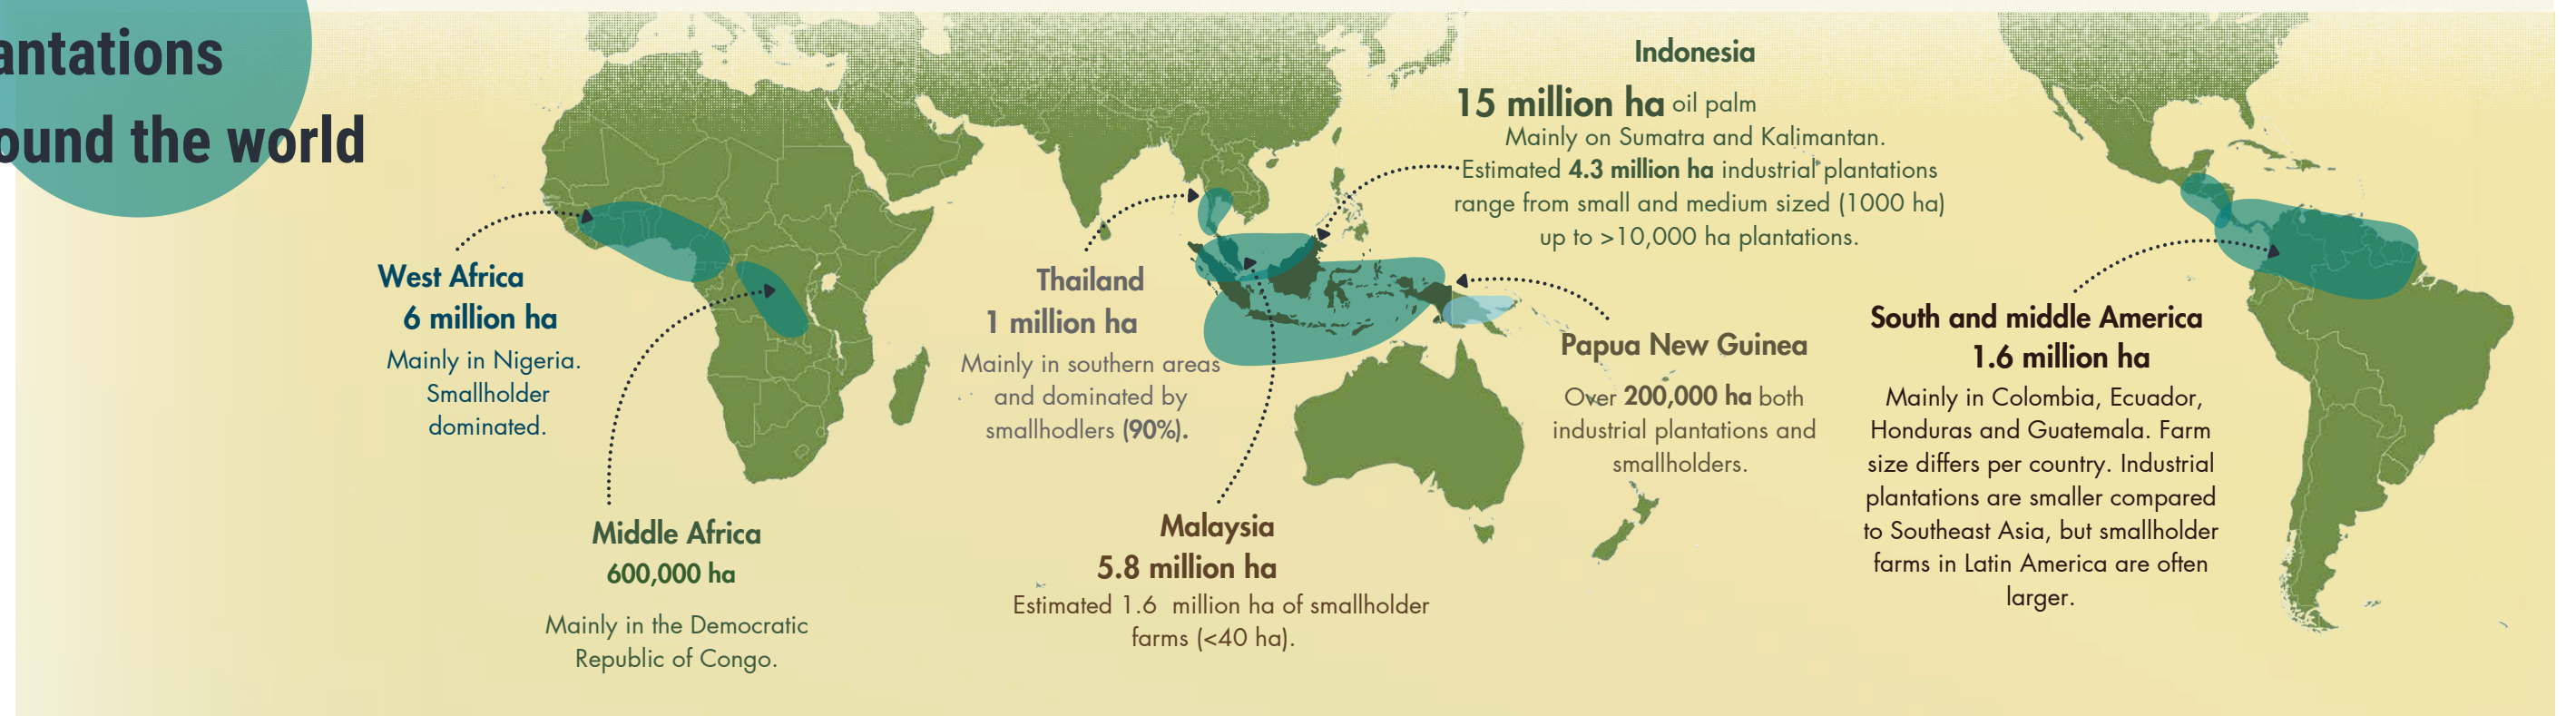 antations
ound the world
Indonesia
15 million ha oil palm
Mainly on Sumatra and Kalimantan.
Estimated 4.3 million ha industrial plantations
range from small and medium sized (1000 ha)
up to >10,000 ha plantations.
West Africa
6 million ha
Mainly in Nigeria.
Smallholder
dominated.
Thailand
1 million ha
Mainly in southern areas
and dominated by
smallhodlers (90%).
Papua New Guinea
Over 200,000 ha both
industrial plantations and
smallholders.
South and middle America
1.6 million ha
Mainly in Colombia, Ecuador,
Honduras and Guatemala. Farm
size differs per country. Industrial
plantations are smaller compared
to Southeast Asia, but smallholder
farms in Latin America are often
larger.
Middle Africa
600,000 ha
Mainly in the Democratic
Republic of Congo.
Malaysia
5.8 million ha
Estimated 1.6 million ha of smallholder
farms (<40 ha).